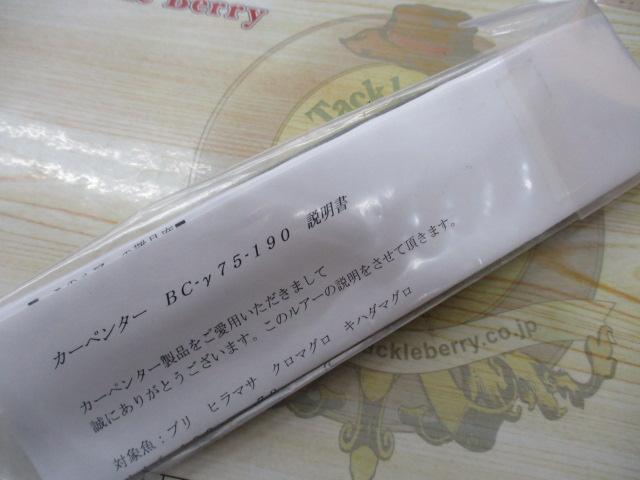 le Berry
Tackle
カーペンター BC-γ75-190 説明書
カーペンター製品をご愛用いただきまして
誠にありがとうございます。このルアーの説明をさせて頂きます。
対象魚：ブリ ヒラマサ クロマグロ キハダマグロ
tackleberry.co.jp